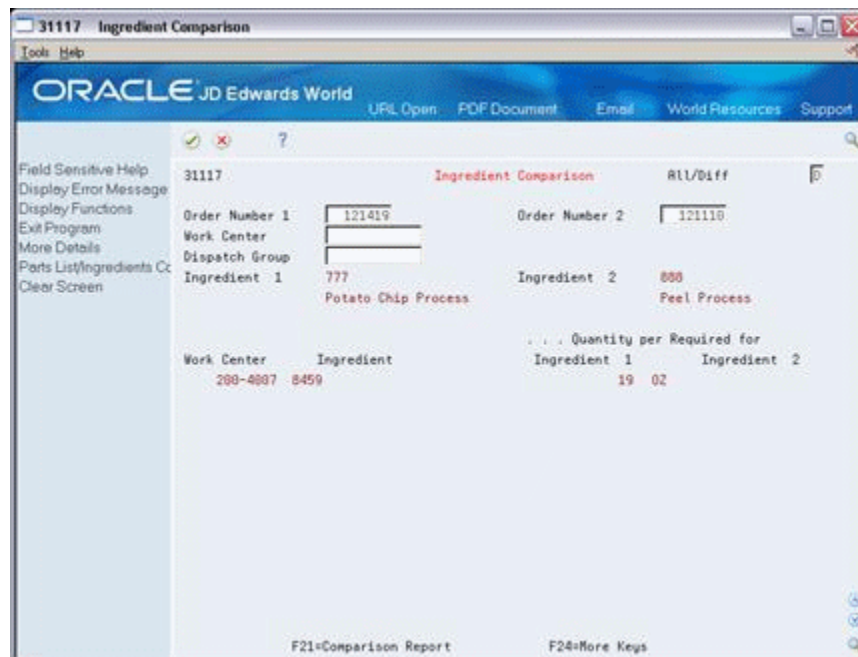 31117 Ingredient Comparison
Tools Help
ORACLE JD Edwards World
URL Open PDF Document Email World Resources Support
?
Field Sensitive Help
Display Error Message
Display Functions
Exit Program
More Details
Parts List/Ingredients Co
Clear Screen
31117 Ingredient Comparison All/Diff D
Order Number 1 121419 Order Number 2 121110
Work Center
Dispatch Group
Ingredient 1 777 Ingredient 2 888
Potato Chip Process Peel Process
. . . Quantity per Required for
Work Center Ingredient Ingredient 1 Ingredient 2
200-4007 8459 19 OZ
F21=Comparison Report F24=More Keys